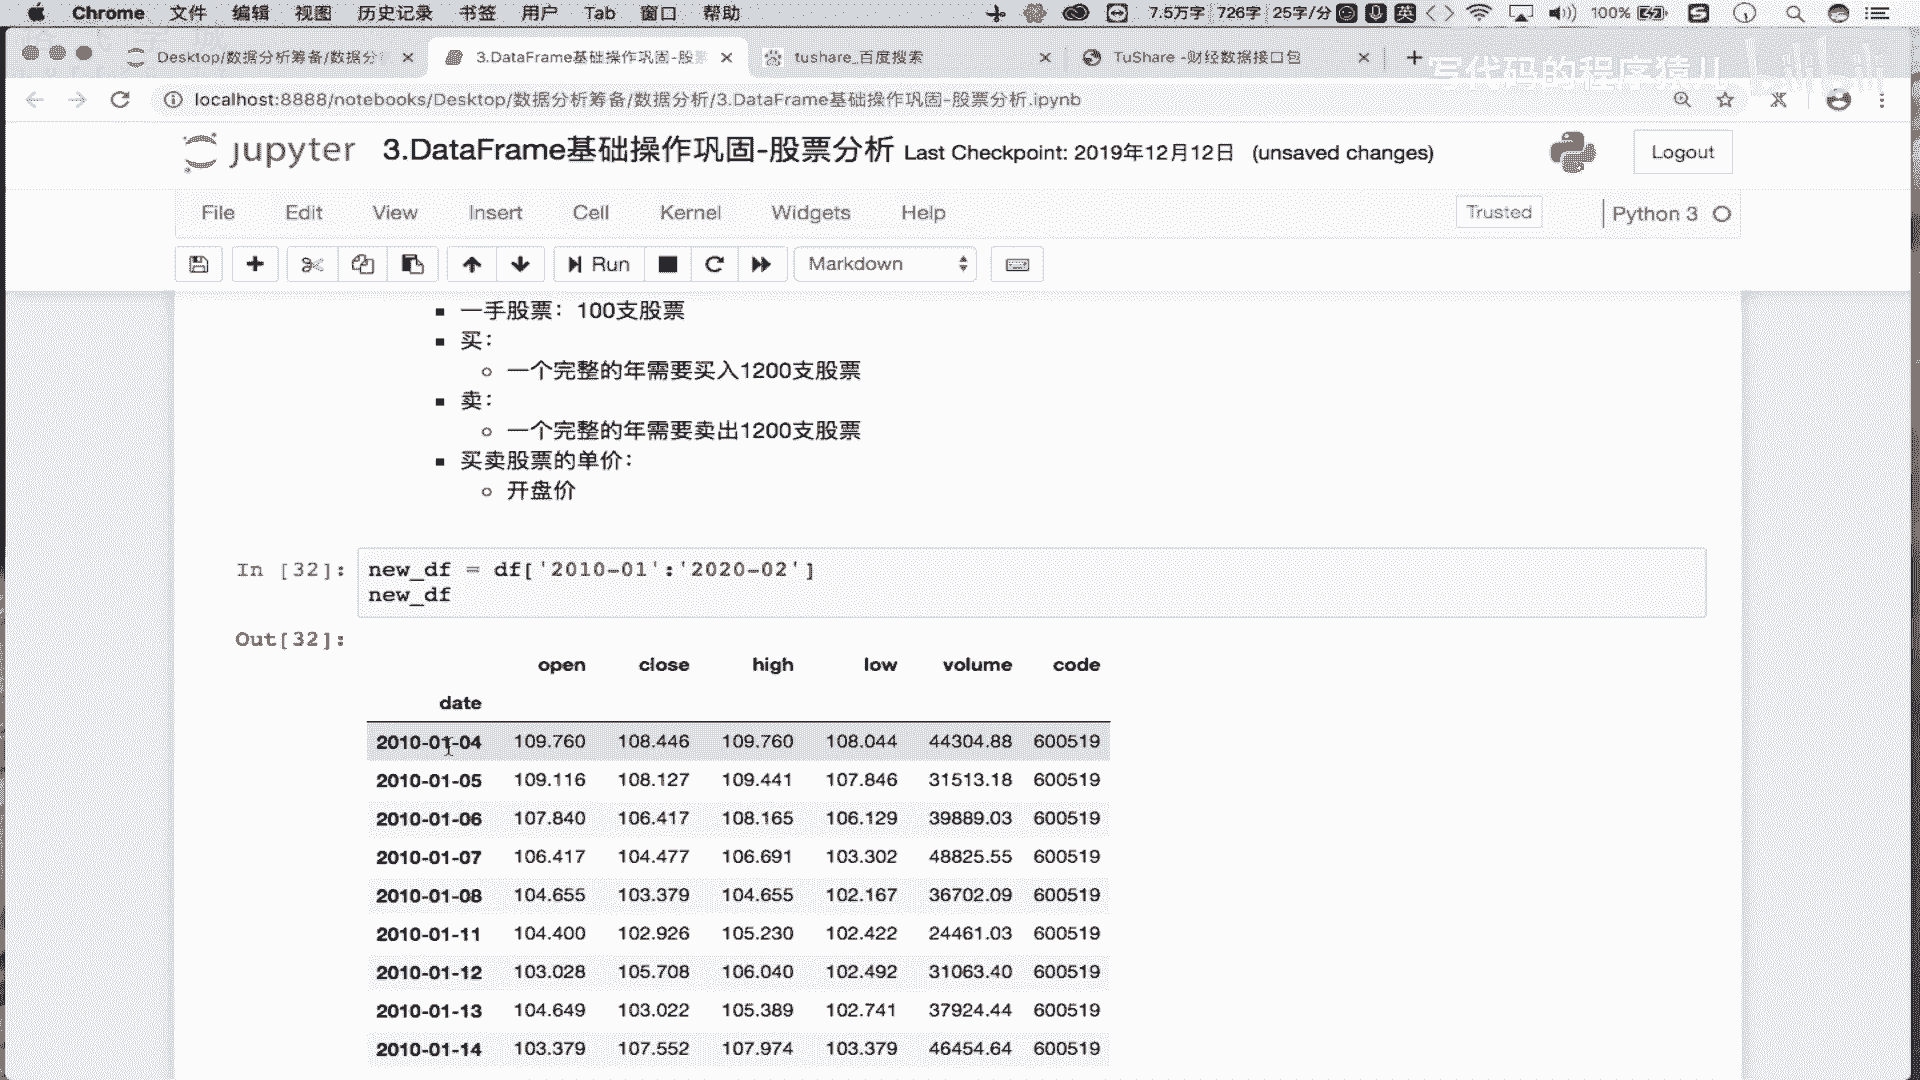 Chrome 文件 编辑 视图 历史记录 书签 用户 Tab 窗口 帮助 7.5万字 726字 25字/分 英 100%
Desktop/数据分析筹备/数据分 3.DataFrame基础操作巩固-股 tushare_百度搜索 TuShare -财经数据接口包
写代码的程序猿儿 bilibili
localhost:8888/notebooks/Desktop/数据分析筹备/数据分析/3.DataFrame基础操作巩固-股票分析.ipynb
jupyter 3.DataFrame基础操作巩固-股票分析 Last Checkpoint: 2019年12月12日 (unsaved changes) Logout
File Edit View Insert Cell Kernel Widgets Help Trusted Python 3
Run Markdown
一手股票：100支股票
买：
一个完整的年需要买入1200支股票
卖：
一个完整的年需要卖出1200支股票
买卖股票的单价：
开盘价
In [32]: new_df = df['2010-01':'2020-02']
new_df
Out[32]:
open close high low volume code
date
2010-01-04 109.760 108.446 109.760 108.044 44304.88 600519
2010-01-05 109.116 108.127 109.441 107.846 31513.18 600519
2010-01-06 107.840 106.417 108.165 106.129 39889.03 600519
2010-01-07 106.417 104.477 106.691 103.302 48825.55 600519
2010-01-08 104.655 103.379 104.655 102.167 36702.09 600519
2010-01-11 104.400 102.926 105.230 102.422 24461.03 600519
2010-01-12 103.028 105.708 106.040 102.492 31063.40 600519
2010-01-13 104.649 103.022 105.389 102.741 37924.44 600519
2010-01-14 103.379 107.552 107.974 103.379 46454.64 600519